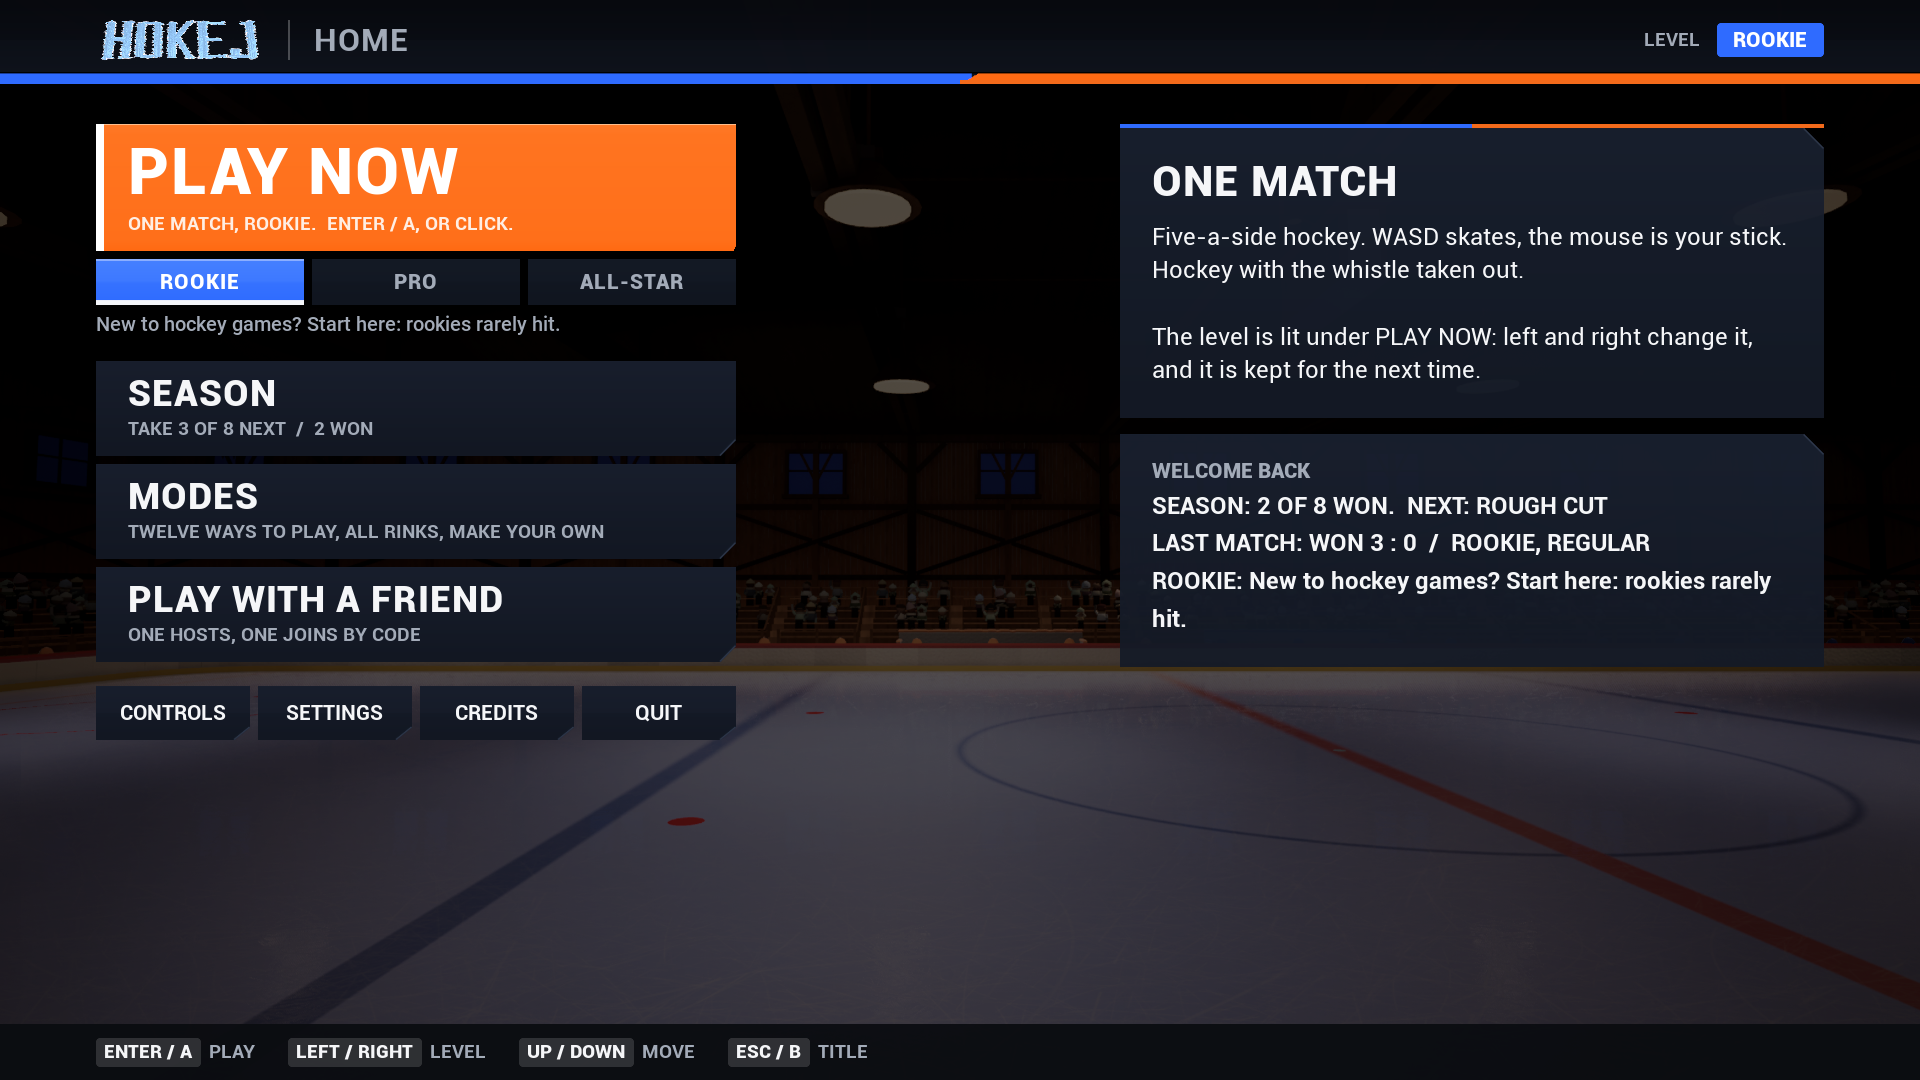 HOKEJ
HOME
LEVEL
ROOKIE
PLAY NOW
ONE MATCH, ROOKIE.  ENTER / A, OR CLICK.
ROOKIE
PRO
ALL-STAR
New to hockey games? Start here: rookies rarely hit.
SEASON
TAKE 3 OF 8 NEXT  /  2 WON
MODES
TWELVE WAYS TO PLAY, ALL RINKS, MAKE YOUR OWN
PLAY WITH A FRIEND
ONE HOSTS, ONE JOINS BY CODE
CONTROLS
SETTINGS
CREDITS
QUIT
ONE MATCH
Five-a-side hockey. WASD skates, the mouse is your stick.
Hockey with the whistle taken out.
The level is lit under PLAY NOW: left and right change it,
and it is kept for the next time.
WELCOME BACK
SEASON: 2 OF 8 WON.  NEXT: ROUGH CUT
LAST MATCH: WON 3 : 0  /  ROOKIE, REGULAR
ROOKIE: New to hockey games? Start here: rookies rarely
hit.
ENTER / A PLAY
LEFT / RIGHT LEVEL
UP / DOWN MOVE
ESC / B TITLE